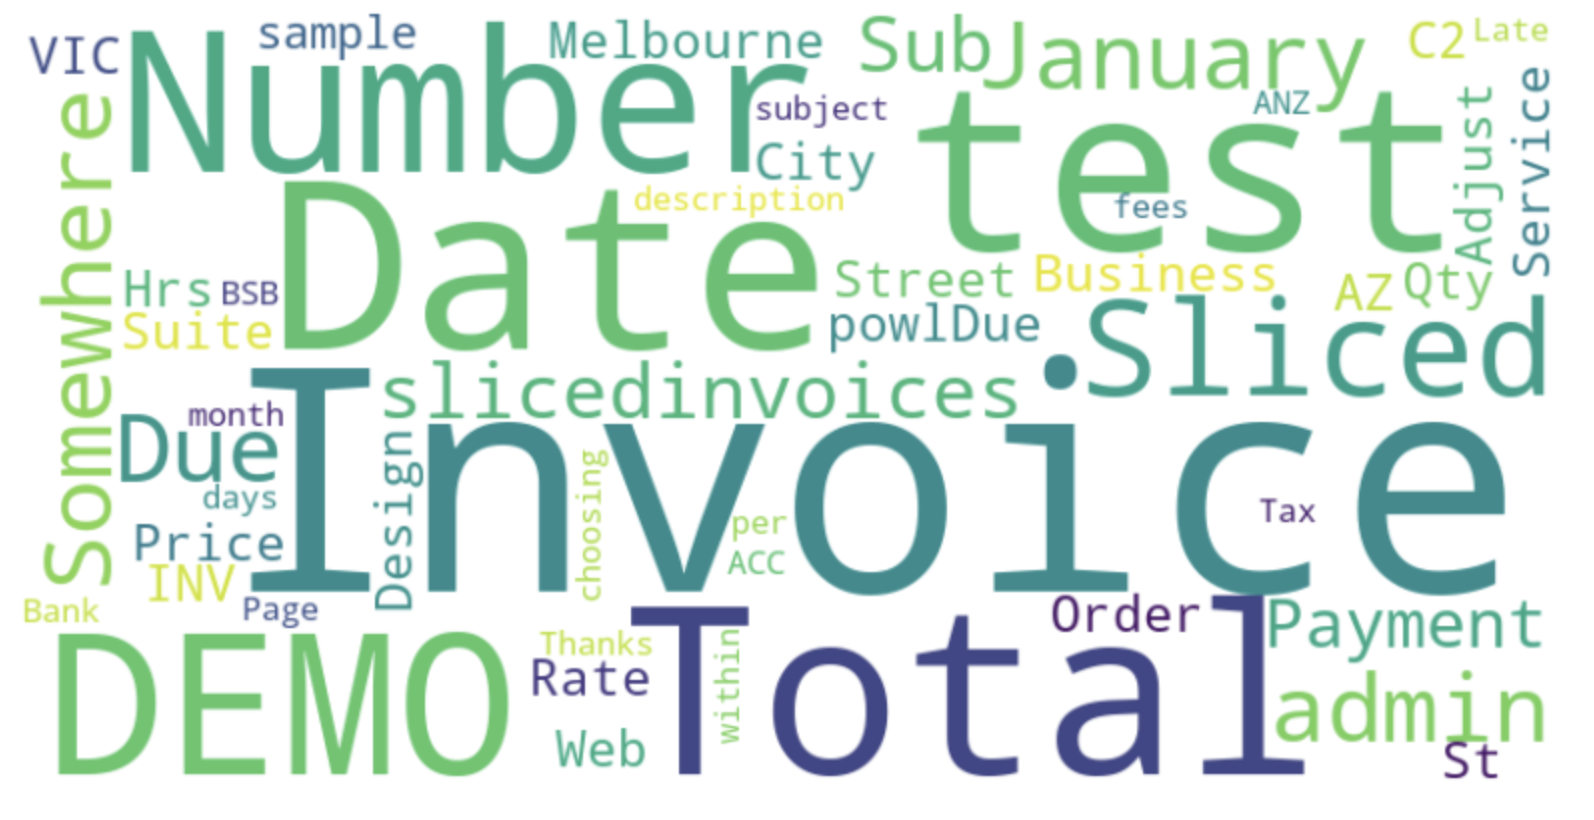 VIC
Number
sample
Melbourne
Sub
January
C2
Late
subject
ANZ
City
test
Adjust
Service
Somewhere
Date
description
fees
Hrs
BSB
Street
Business
AZ
Qty
Suite
powlDue
Sliced
slicedinvoices
Invoice
month
Due
days
Design
choosing
per
Tax
Price
ACC
INV
Bank
Page
DEMO
Thanks
Total
Order
Payment
Rate
within
Web
admin
St